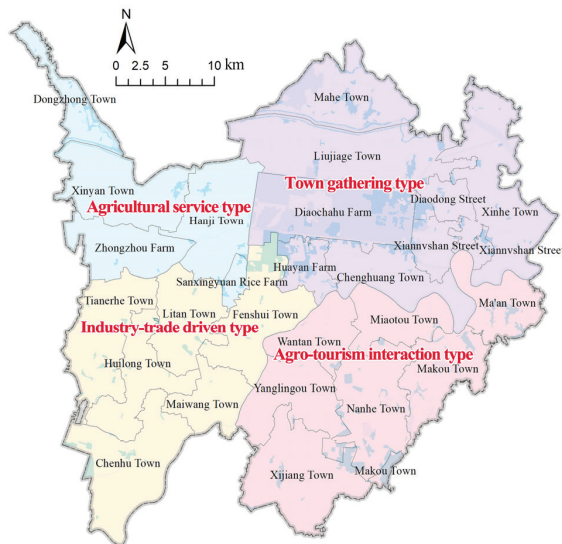 N
0 2.5 5 10 km
Dongzhong Town
Mahe Town
Liujiage Town
Xinyan Town
Town gathering type
Agricultural service type
Hanji Town
Diaochahu Farm
Diaodong Street
Xinhe Town
Zhongzhou Farm
Xiannvshan Street
Xiannvshan Street
Huayan Farm
Chenghuang Town
Sanxingyuan Rice Farm
Tianerhe Town
Ma'an Town
Litan Town
Fenshui Town
Miaotou Town
Industry-trade driven type
Wantan Town
Agro-tourism interaction type
Huilong Town
Makou Town
Yanglingou Town
Maiwang Town
Nanhe Town
Chenhu Town
Xijiang Town
Makou Town